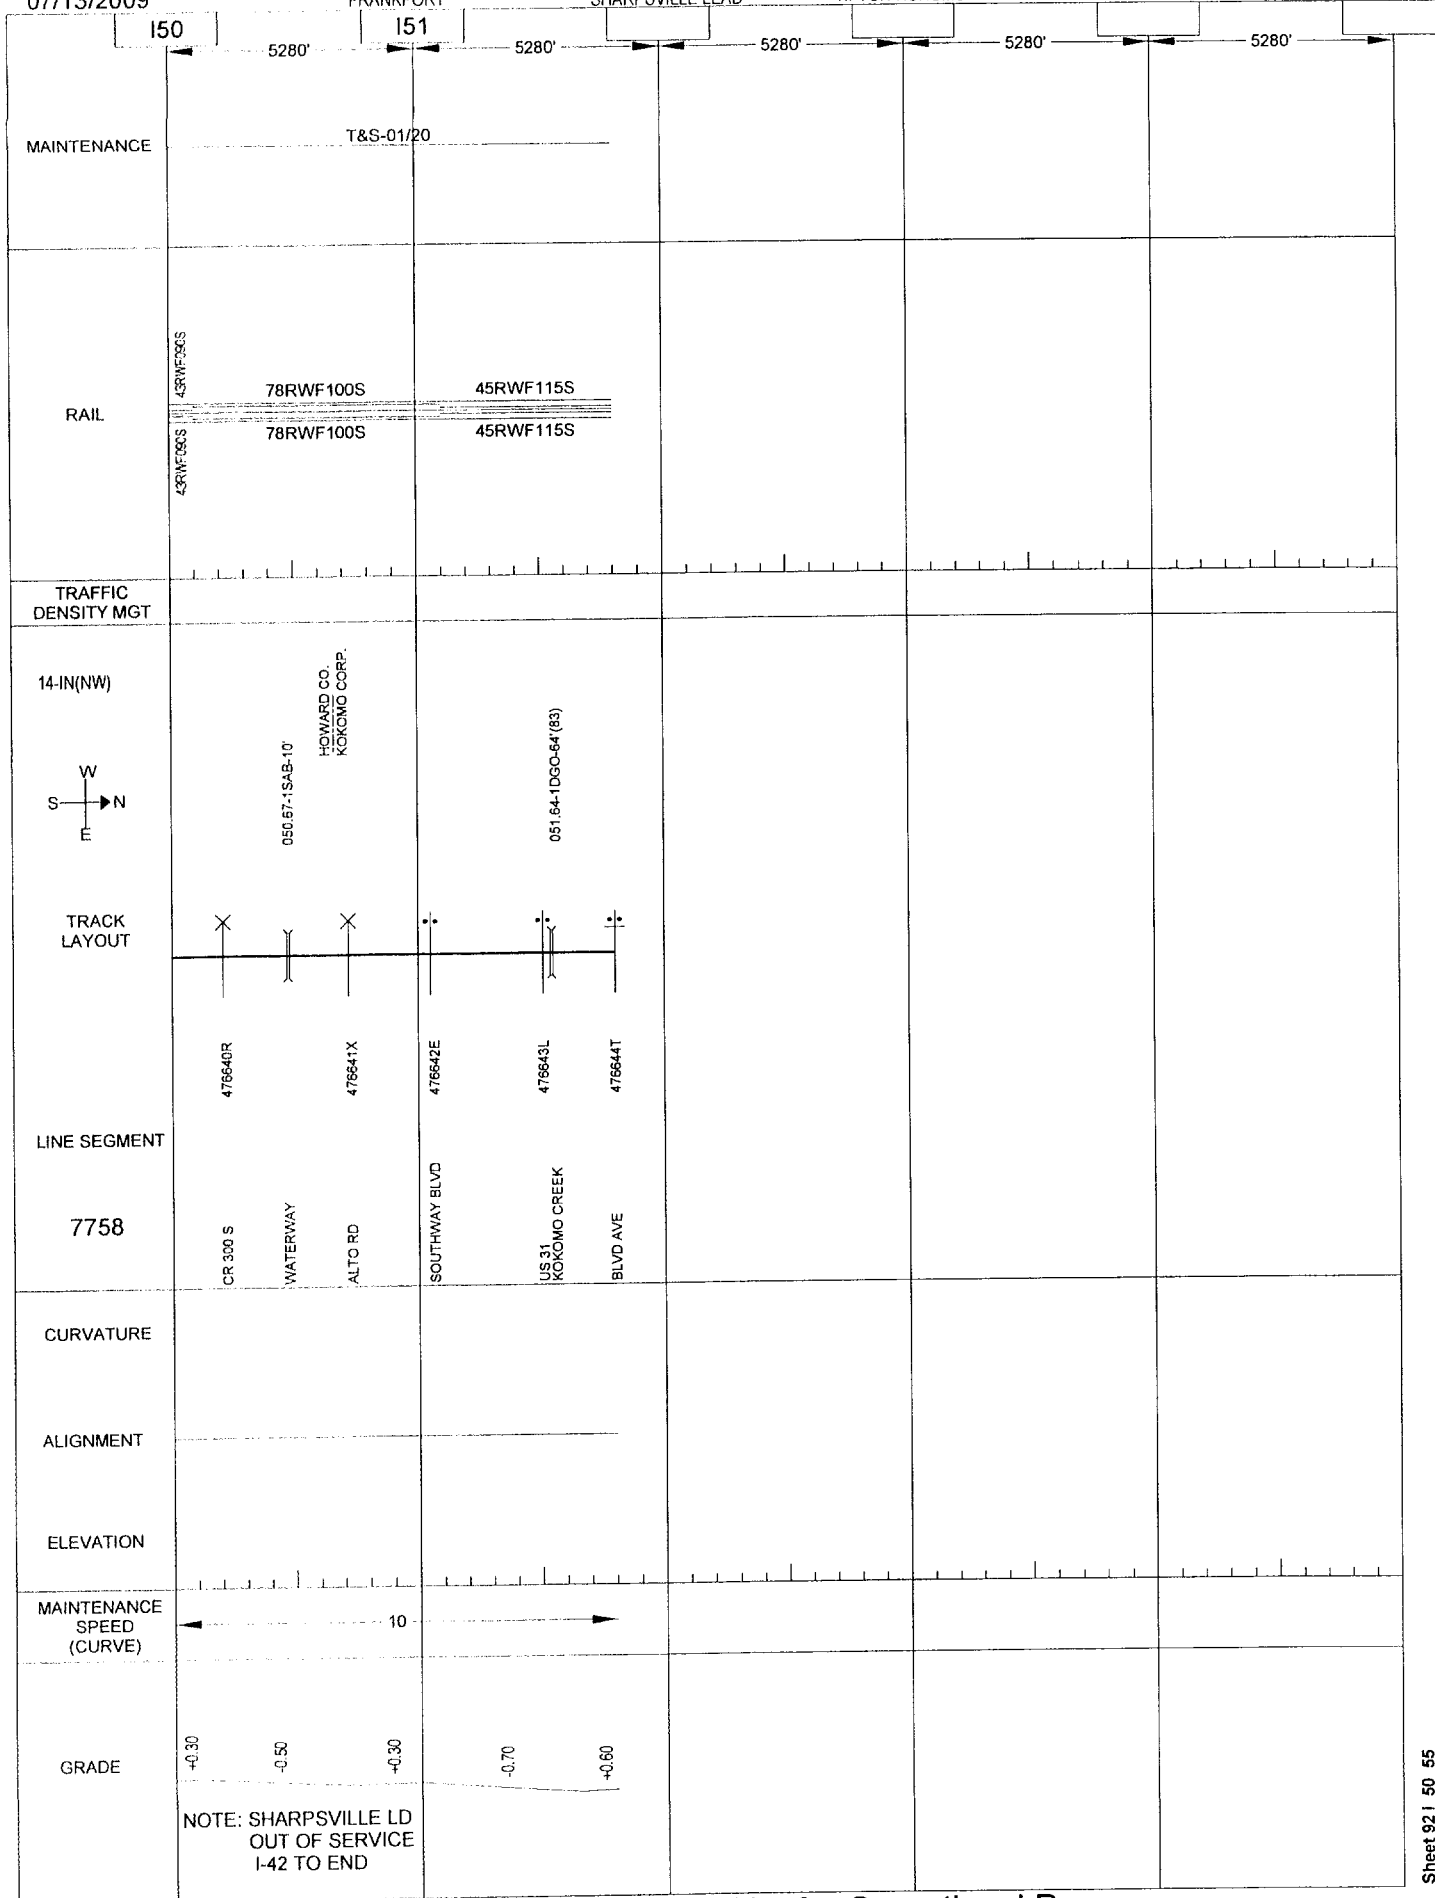 07/13/2009 FRANKFORT SHARPSVILLE LEAD
I50 I51
5280' 5280' 5280' 5280' 5280'
MAINTENANCE
T&S-01/20
RAIL
43RWF090S
43RWF090S
78RWF100S 45RWF115S
78RWF100S 45RWF115S
TRAFFIC
DENSITY MGT
14-IN(NW)
W
S N
E
050.67-1SAB-10'
HOWARD CO.
KOKOMO CORP.
051.64-1DGO-64'(83)
TRACK
LAYOUT
476640R
476641X
476642E
476643L
476644T
LINE SEGMENT
7758
CR 300 S
WATERWAY
ALTO RD
SOUTHWAY BLVD
US 31
KOKOMO CREEK
BLVD AVE
CURVATURE
ALIGNMENT
ELEVATION
MAINTENANCE
SPEED
(CURVE)
10
GRADE
+0.30
-0.50
+0.30
-0.70
+0.60
NOTE: SHARPSVILLE LD
OUT OF SERVICE
I-42 TO END
Sheet 92 I 50 55